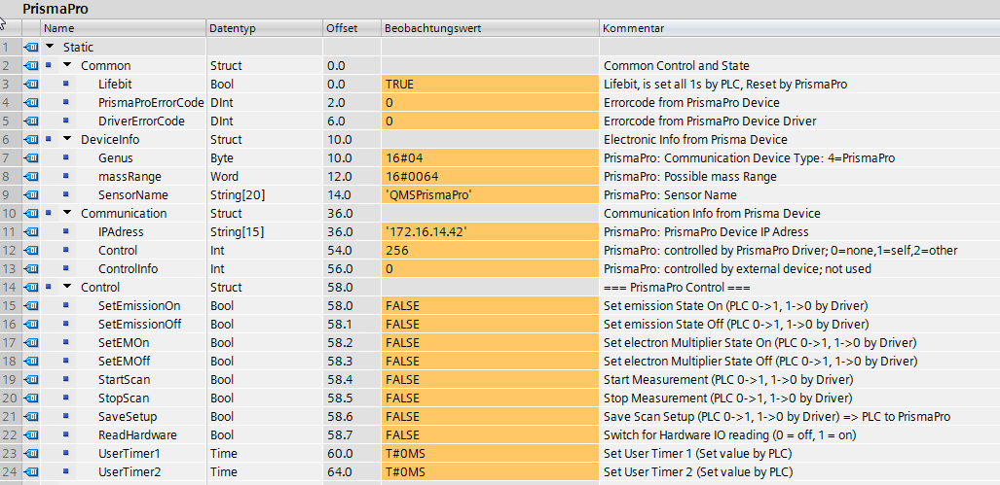 PrismaPro
Name Datentyp Offset Beobachtungswert Kommentar
1 Static
2 Common Struct 0.0 Common Control and State
3 Lifebit Bool 0.0 TRUE Lifebit, is set all 1s by PLC, Reset by PrismaPro
4 PrismaProErrorCode DInt 2.0 0 Errorcode from PrismaPro Device
5 DriverErrorCode DInt 6.0 0 Errorcode from PrismaPro Device Driver
6 DeviceInfo Struct 10.0 Electronic Info from Prisma Device
7 Genus Byte 10.0 16#04 PrismaPro: Communication Device Type: 4=PrismaPro
8 massRange Word 12.0 16#0064 PrismaPro: Possible mass Range
9 SensorName String[20] 14.0 'QMSPrismaPro' PrismaPro: Sensor Name
10 Communication Struct 36.0 Communication Info from Prisma Device
11 IPAdress String[15] 36.0 '172.16.14.42' PrismaPro: PrismaPro Device IP Adress
12 Control Int 54.0 256 PrismaPro: controlled by PrismaPro Driver; 0=none,1=self,2=other
13 ControlInfo Int 56.0 0 PrismaPro: controlled by external device; not used
14 Control Struct 58.0 === PrismaPro Control ===
15 SetEmissionOn Bool 58.0 FALSE Set emission State On (PLC 0->1, 1->0 by Driver)
16 SetEmissionOff Bool 58.1 FALSE Set emission State Off (PLC 0->1, 1->0 by Driver)
17 SetEMOn Bool 58.2 FALSE Set electron Multiplier State On (PLC 0->1, 1->0 by Driver)
18 SetEMOff Bool 58.3 FALSE Set electron Multiplier State Off (PLC 0->1, 1->0 by Driver)
19 StartScan Bool 58.4 FALSE Start Measurement (PLC 0->1, 1->0 by Driver)
20 StopScan Bool 58.5 FALSE Stop Measurement (PLC 0->1, 1->0 by Driver)
21 SaveSetup Bool 58.6 FALSE Save Scan Setup (PLC 0->1, 1->0 by Driver) => PLC to PrismaPro
22 ReadHardware Bool 58.7 FALSE Switch for Hardware IO reading (0 = off, 1 = on)
23 UserTimer1 Time 60.0 T#0MS Set User Timer 1 (Set value by PLC)
24 UserTimer2 Time 64.0 T#0MS Set User Timer 2 (Set value by PLC)